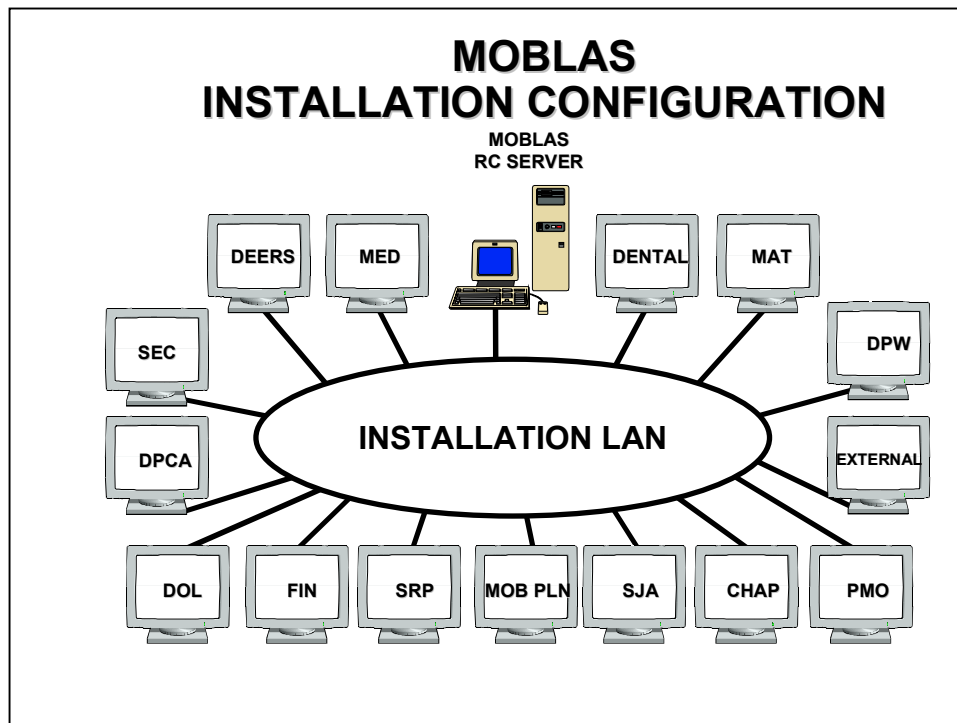 MOBLAS
INSTALLATION CONFIGURATION
MOBLAS
RC SERVER
DEERS
MED
DENTAL
MAT
SEC
DPW
INSTALLATION LAN
DPCA
EXTERNAL
DOL
FIN
SRP
MOB PLN
SJA
CHAP
PMO